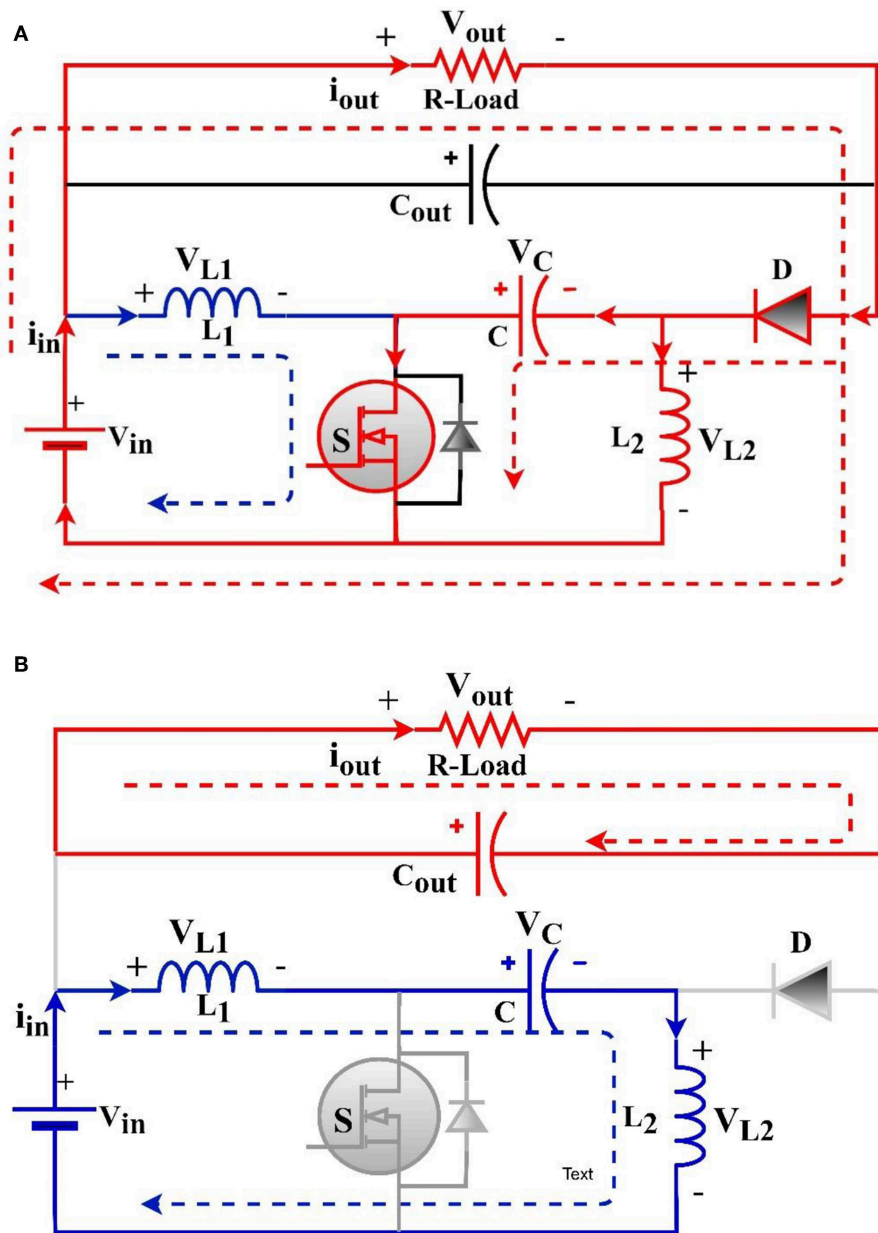 A
+ Vout -
iout R-Load
+
Cout
VL1 VC D
+ - + -
L1 C
iin
+ +
Vin S L2 VL2
-
B
+ Vout -
iout R-Load
+
Cout
VL1 VC D
+ - + -
L1 C
iin
+ +
Vin S L2 VL2
Text
-